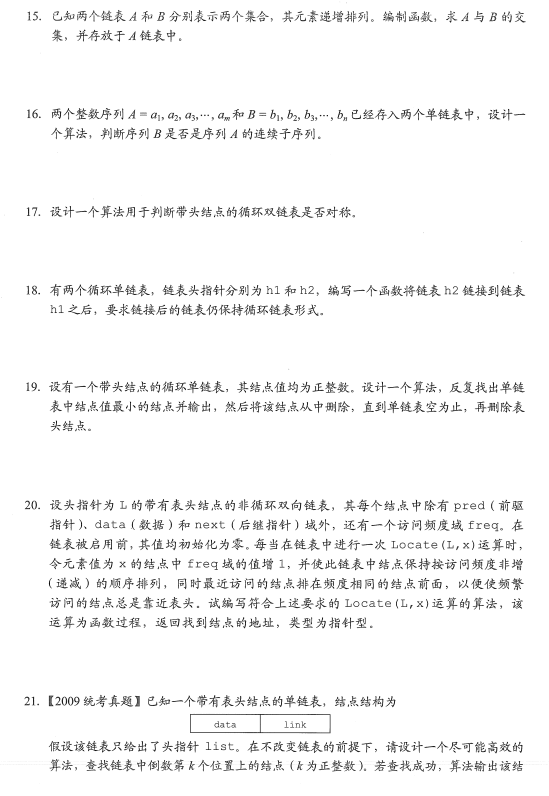 15. 已知两个链表 A 和 B 分别表示两个集合，其元素递增排列。编制函数，求 A 与 B 的交
集，并存放于 A 链表中。
16. 两个整数序列 A = a₁, a₂, a₃,⋯, aₘ 和 B = b₁, b₂, b₃,⋯, bₙ 已经存入两个单链表中，设计一
个算法，判断序列 B 是否是序列 A 的连续子序列。
17. 设计一个算法用于判断带头结点的循环双链表是否对称。
18. 有两个循环单链表，链表头指针分别为 h1 和 h2，编写一个函数将链表 h2 链接到链表
h1 之后，要求链接后的链表仍保持循环链表形式。
19. 设有一个带头结点的循环单链表，其结点值均为正整数。设计一个算法，反复找出单链
表中结点值最小的结点并输出，然后将该结点从中删除，直到单链表空为止，再删除表
头结点。
20. 设头指针为 L 的带有表头结点的非循环双向链表，其每个结点中除有 pred（前驱
指针）、data（数据）和 next（后继指针）域外，还有一个访问频度域 freq。在
链表被启用前，其值均初始化为零。每当在链表中进行一次 Locate(L,x)运算时，
令元素值为 x 的结点中 freq 域的值增 1，并使此链表中结点保持按访问频度非增
（递减）的顺序排列，同时最近访问的结点排在频度相同的结点前面，以便使频繁
访问的结点总是靠近表头。试编写符合上述要求的 Locate(L,x)运算的算法，该
运算为函数过程，返回找到结点的地址，类型为指针型。
21.【2009 统考真题】已知一个带有表头结点的单链表，结点结构为
data link
假设该链表只给出了头指针 list。在不改变链表的前提下，请设计一个尽可能高效的
算法，查找链表中倒数第 k 个位置上的结点（k 为正整数）。若查找成功，算法输出该结